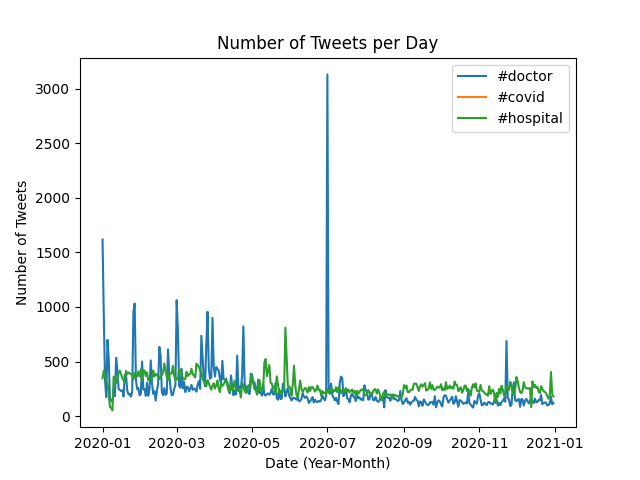 Number of Tweets per Day
#doctor
#covid
#hospital
Number of Tweets
3000
2500
2000
1500
1000
500
0
2020-01 2020-03 2020-05 2020-07 2020-09 2020-11 2021-01
Date (Year-Month)